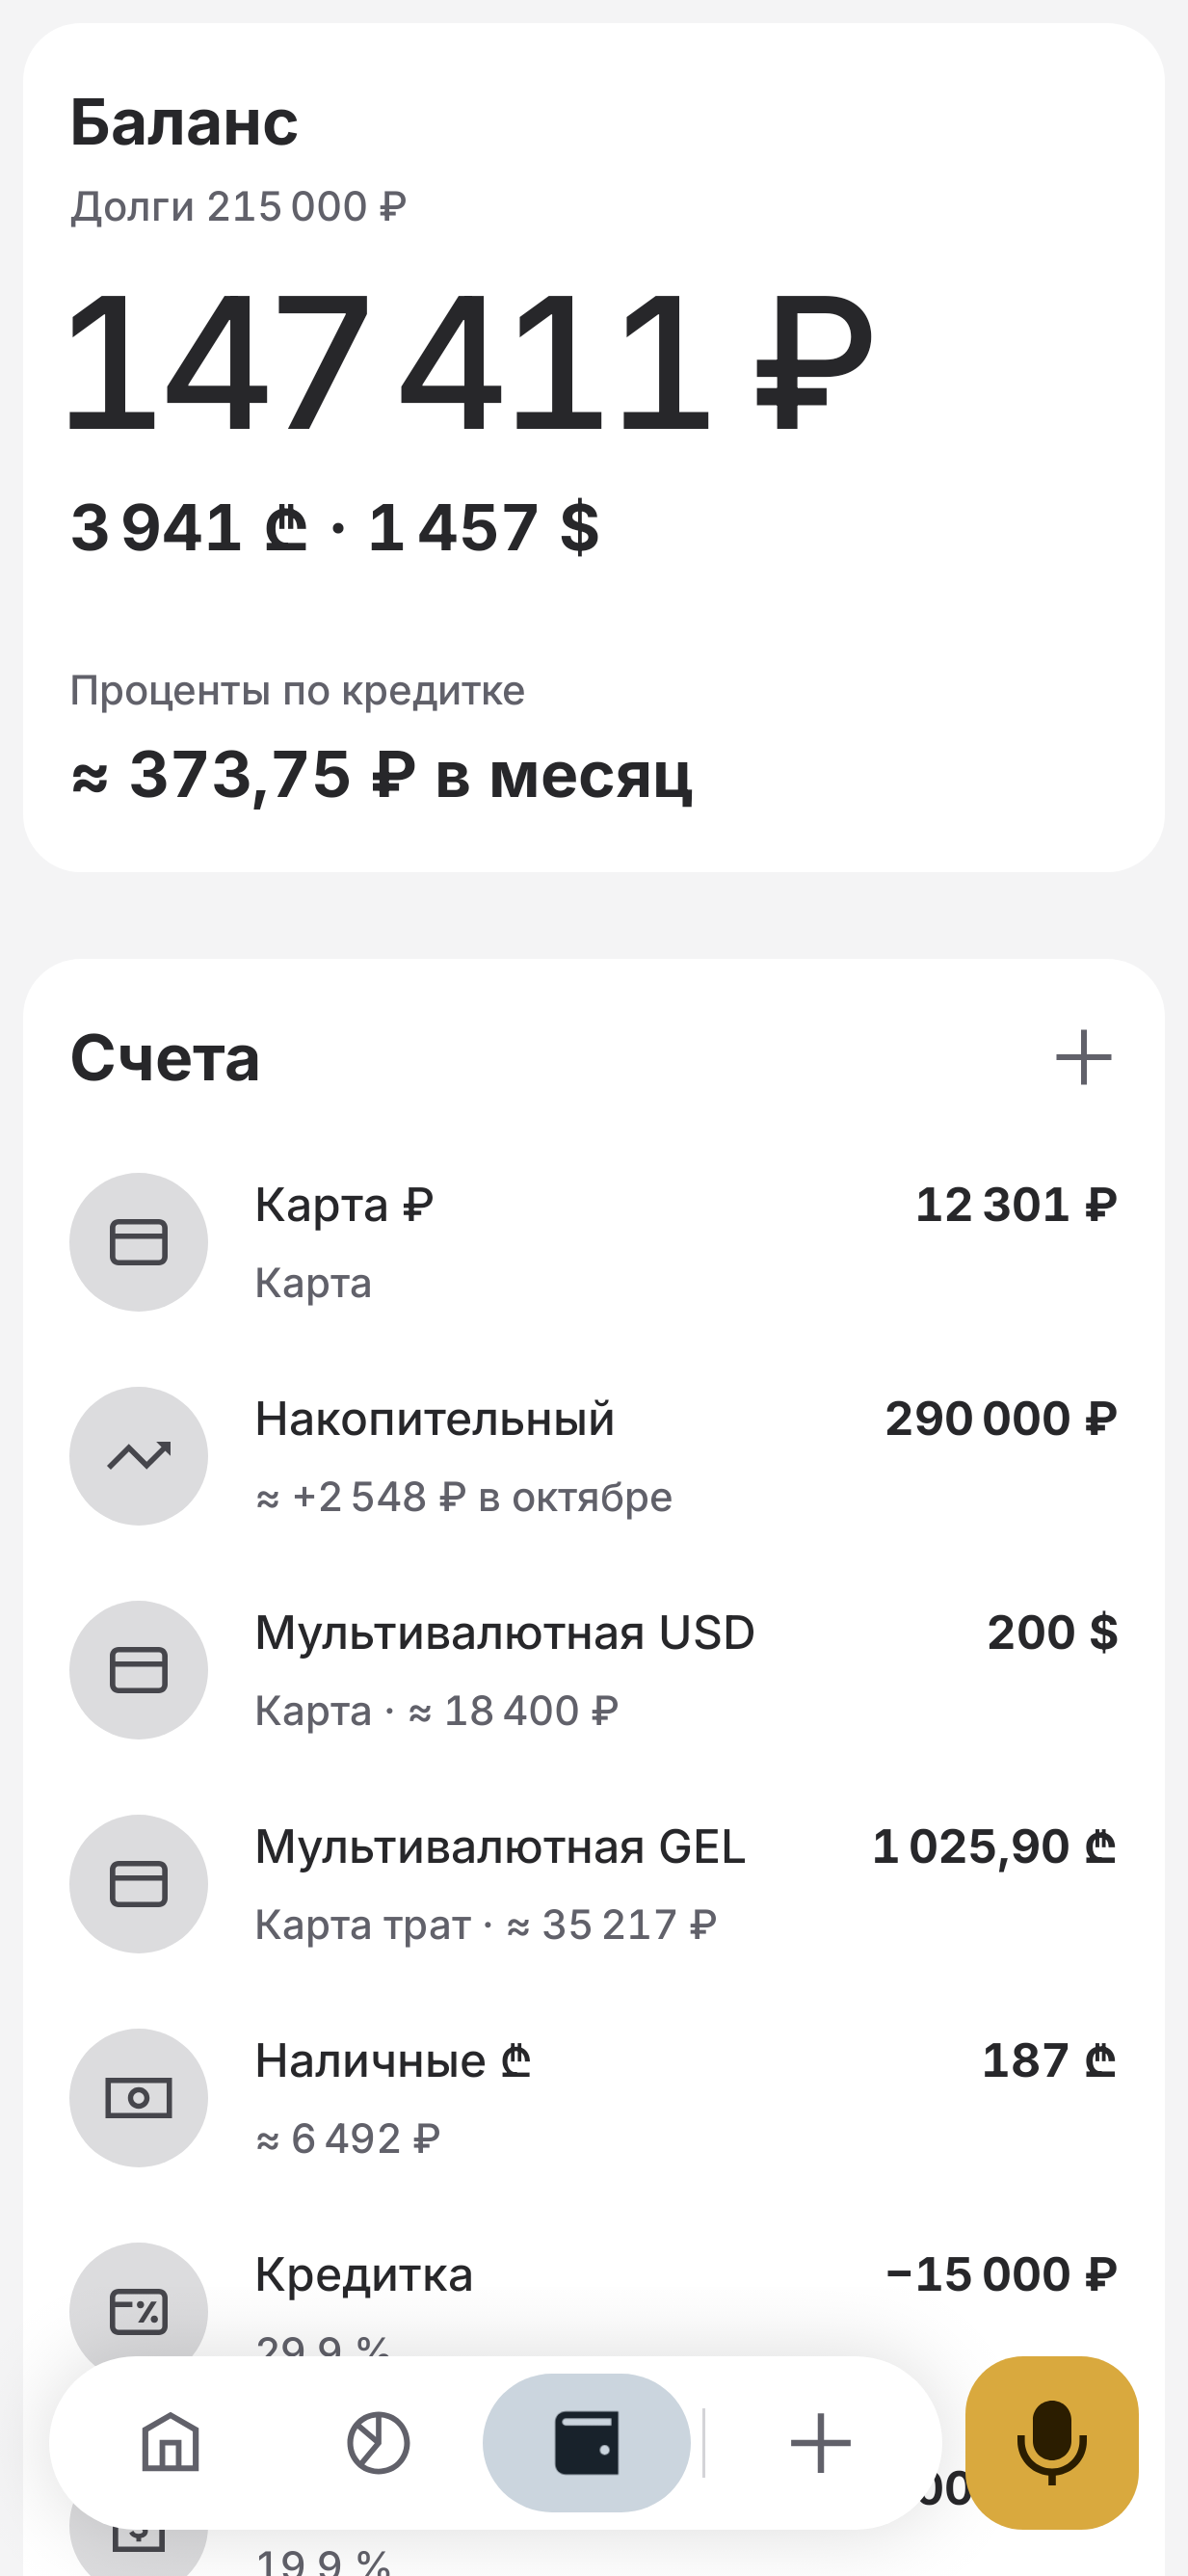 Баланс
Долги 215 000 ₽
147 411 ₽
3 941 ₾ · 1 457 $
Проценты по кредитке
≈ 373,75 ₽ в месяц
Счета
Карта ₽
12 301 ₽
Карта
Накопительный
290 000 ₽
≈ +2 548 ₽ в октябре
Мультивалютная USD
200 $
Карта · ≈ 18 400 ₽
Мультивалютная GEL
1 025,90 ₾
Карта трат · ≈ 35 217 ₽
Наличные ₾
187 ₾
≈ 6 492 ₽
Кредитка
−15 000 ₽
29,9 %
19,9 %